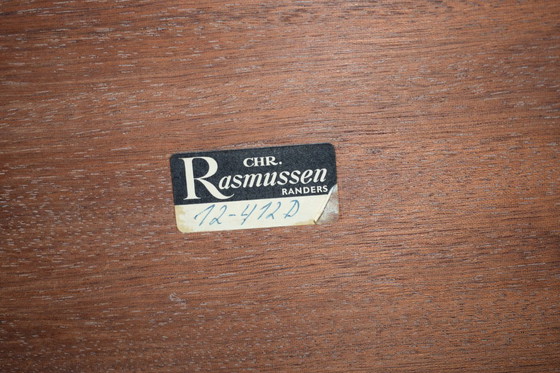 CHR.
Rasmussen
RANDERS
12-412D